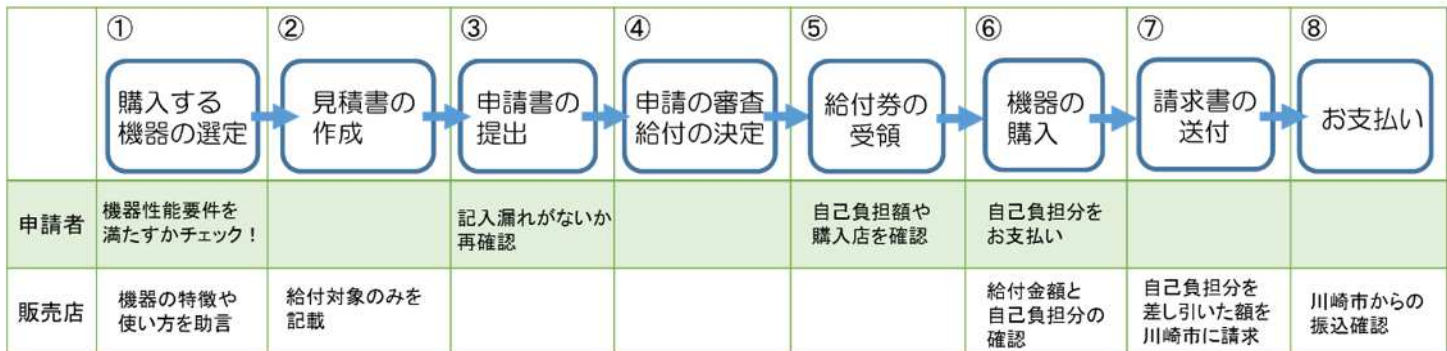 ①
②
③
④
⑤
⑥
⑦
⑧
購入する
機器の選定
見積書の
作成
申請書の
提出
申請の審査
給付の決定
給付券の
受領
機器の
購入
請求書の
送付
お支払い
申請者
機器性能要件を
満たすかチェック！
記入漏れがないか
再確認
自己負担額や
購入店を確認
自己負担分を
お支払い
販売店
機器の特徴や
使い方を助言
給付対象のみを
記載
給付金額と
自己負担分の
確認
自己負担分を
差し引いた額を
川崎市に請求
川崎市からの
振込確認